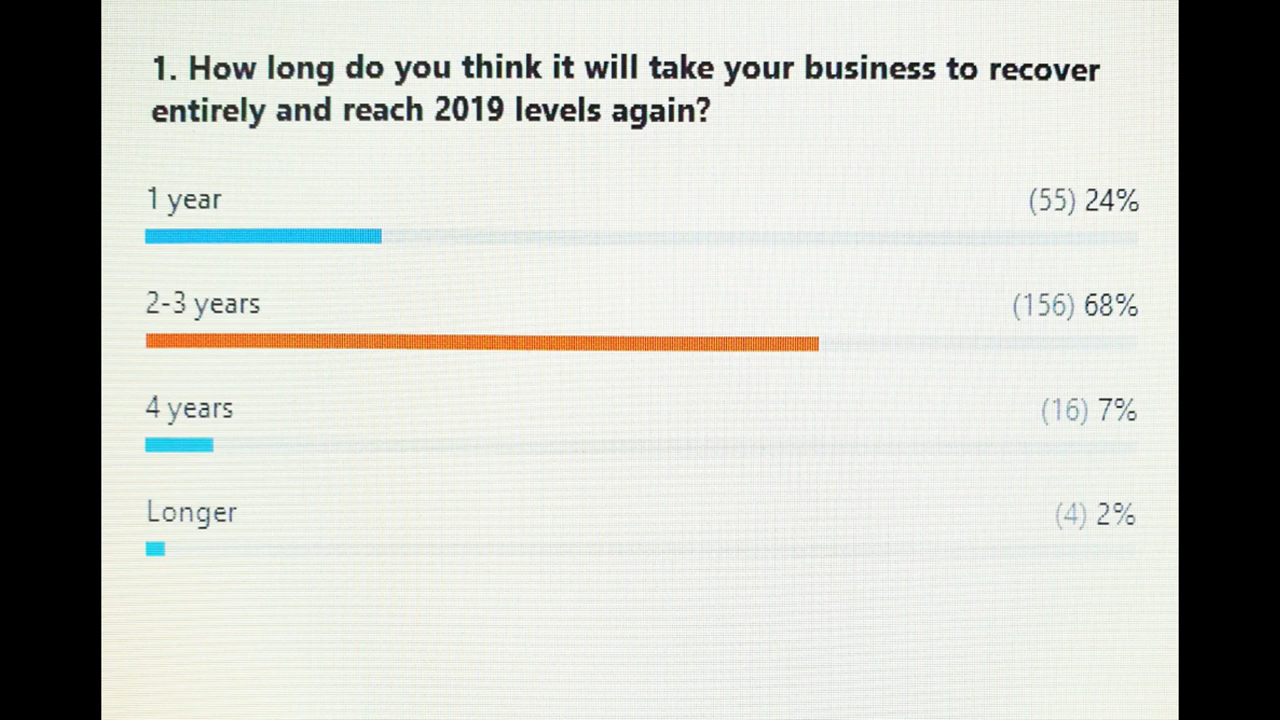 1. How long do you think it will take your business to recover
entirely and reach 2019 levels again?
1 year (55) 24%
2-3 years (156) 68%
4 years (16) 7%
Longer (4) 2%